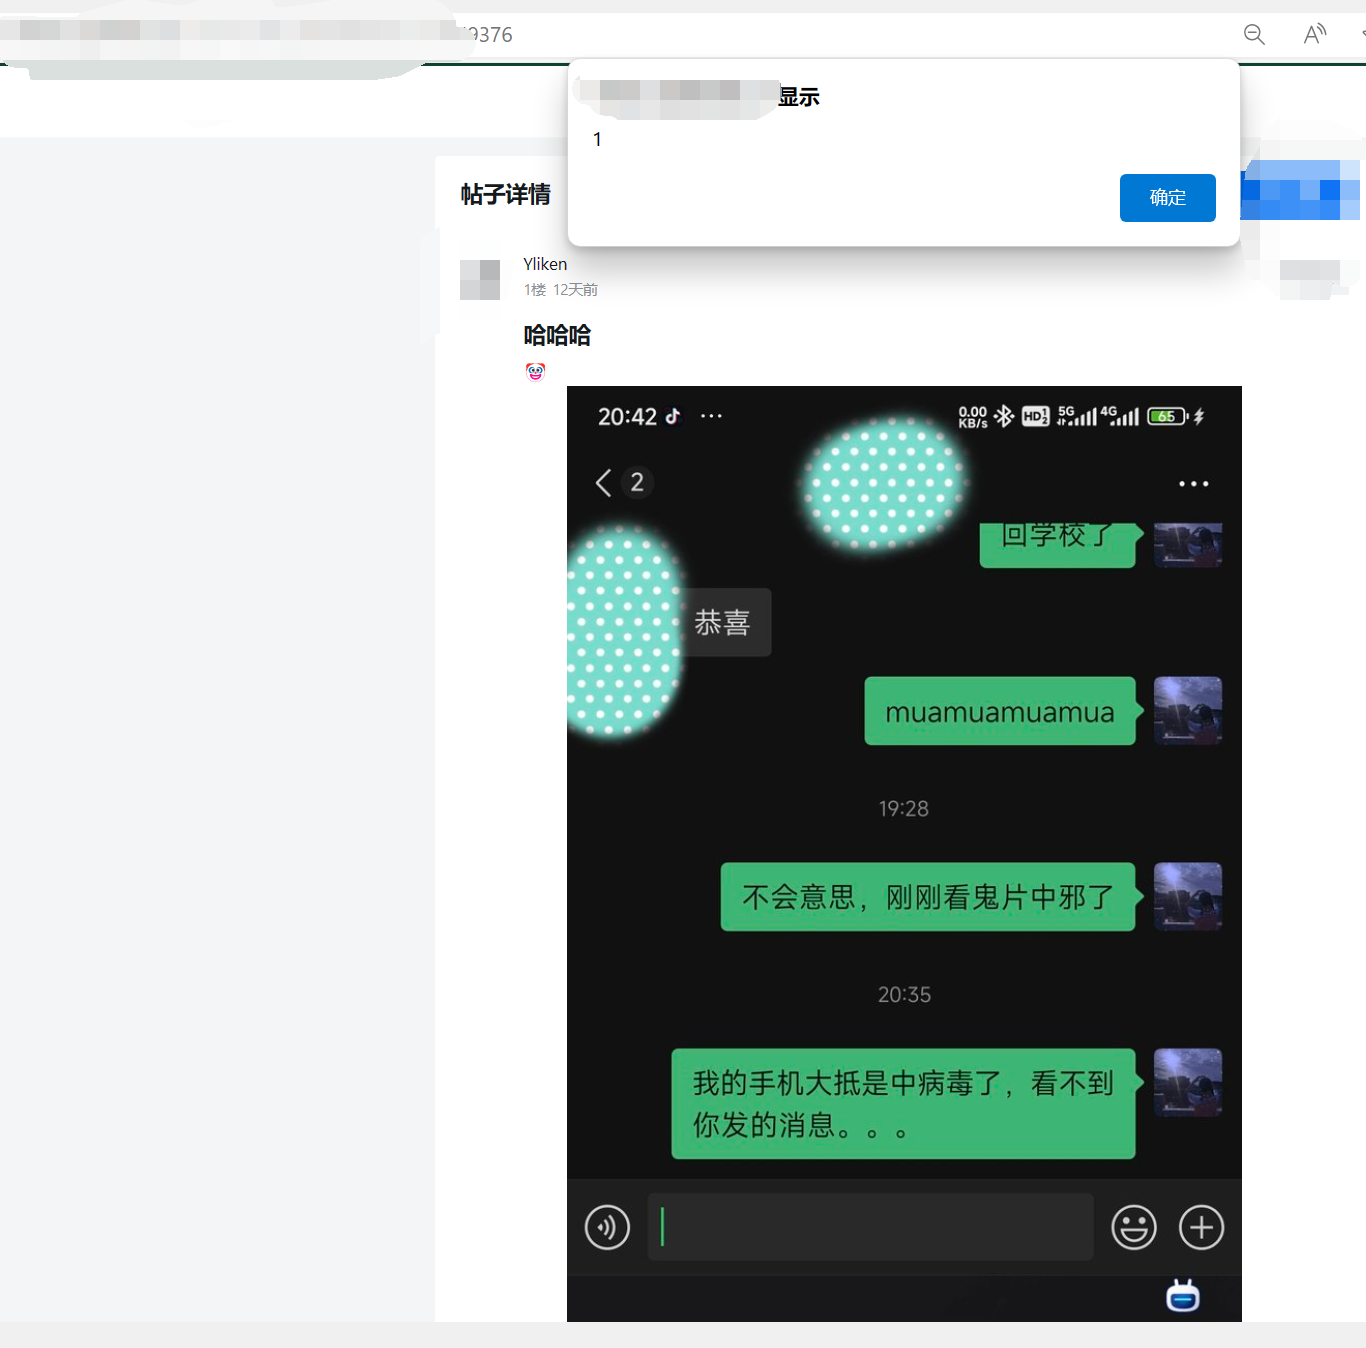 9376
显示
1
确定
帖子详情
Yliken
1楼 12天前
哈哈哈
20:42 ...
0.00 KB/s HD 1 2 5G 4G 65
2
回学校了
恭喜
muamuamuamua
19:28
不会意思，刚刚看鬼片中邪了
20:35
我的手机大抵是中病毒了，看不到
你发的消息。。。